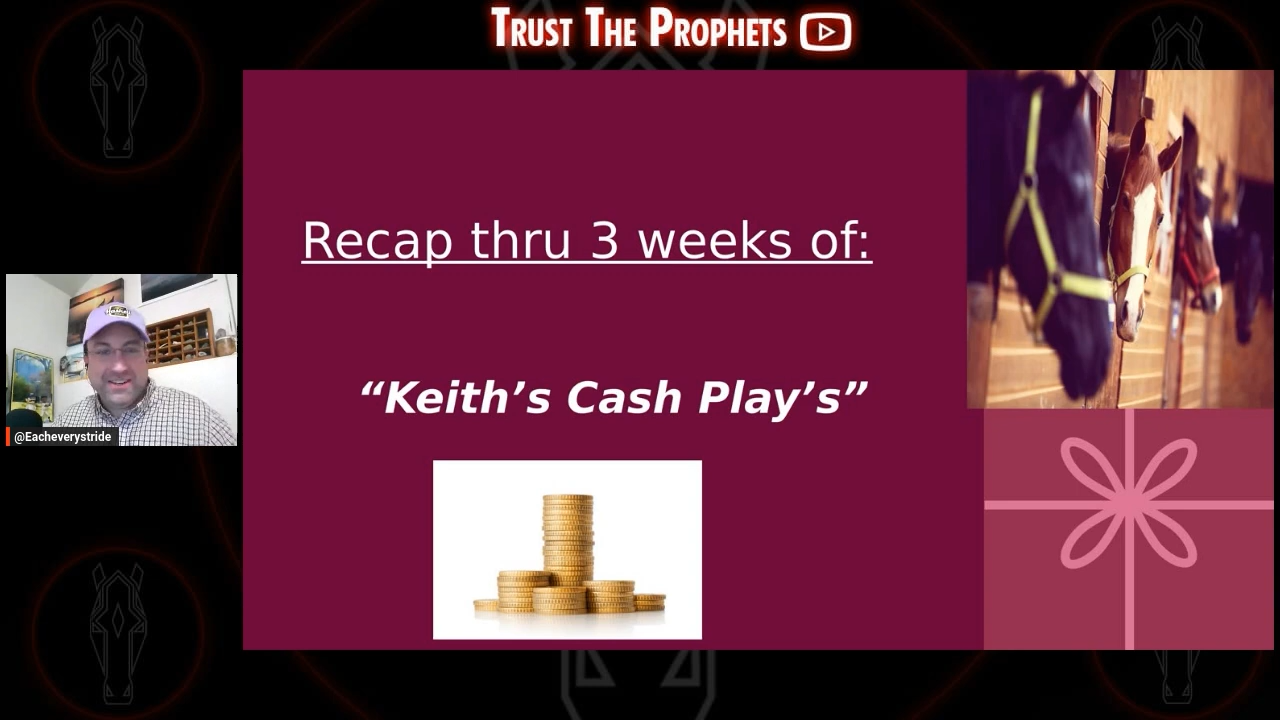 Trust The Prophets
Recap thru 3 weeks of:
“Keith’s Cash Play’s”
@Eacheverystride